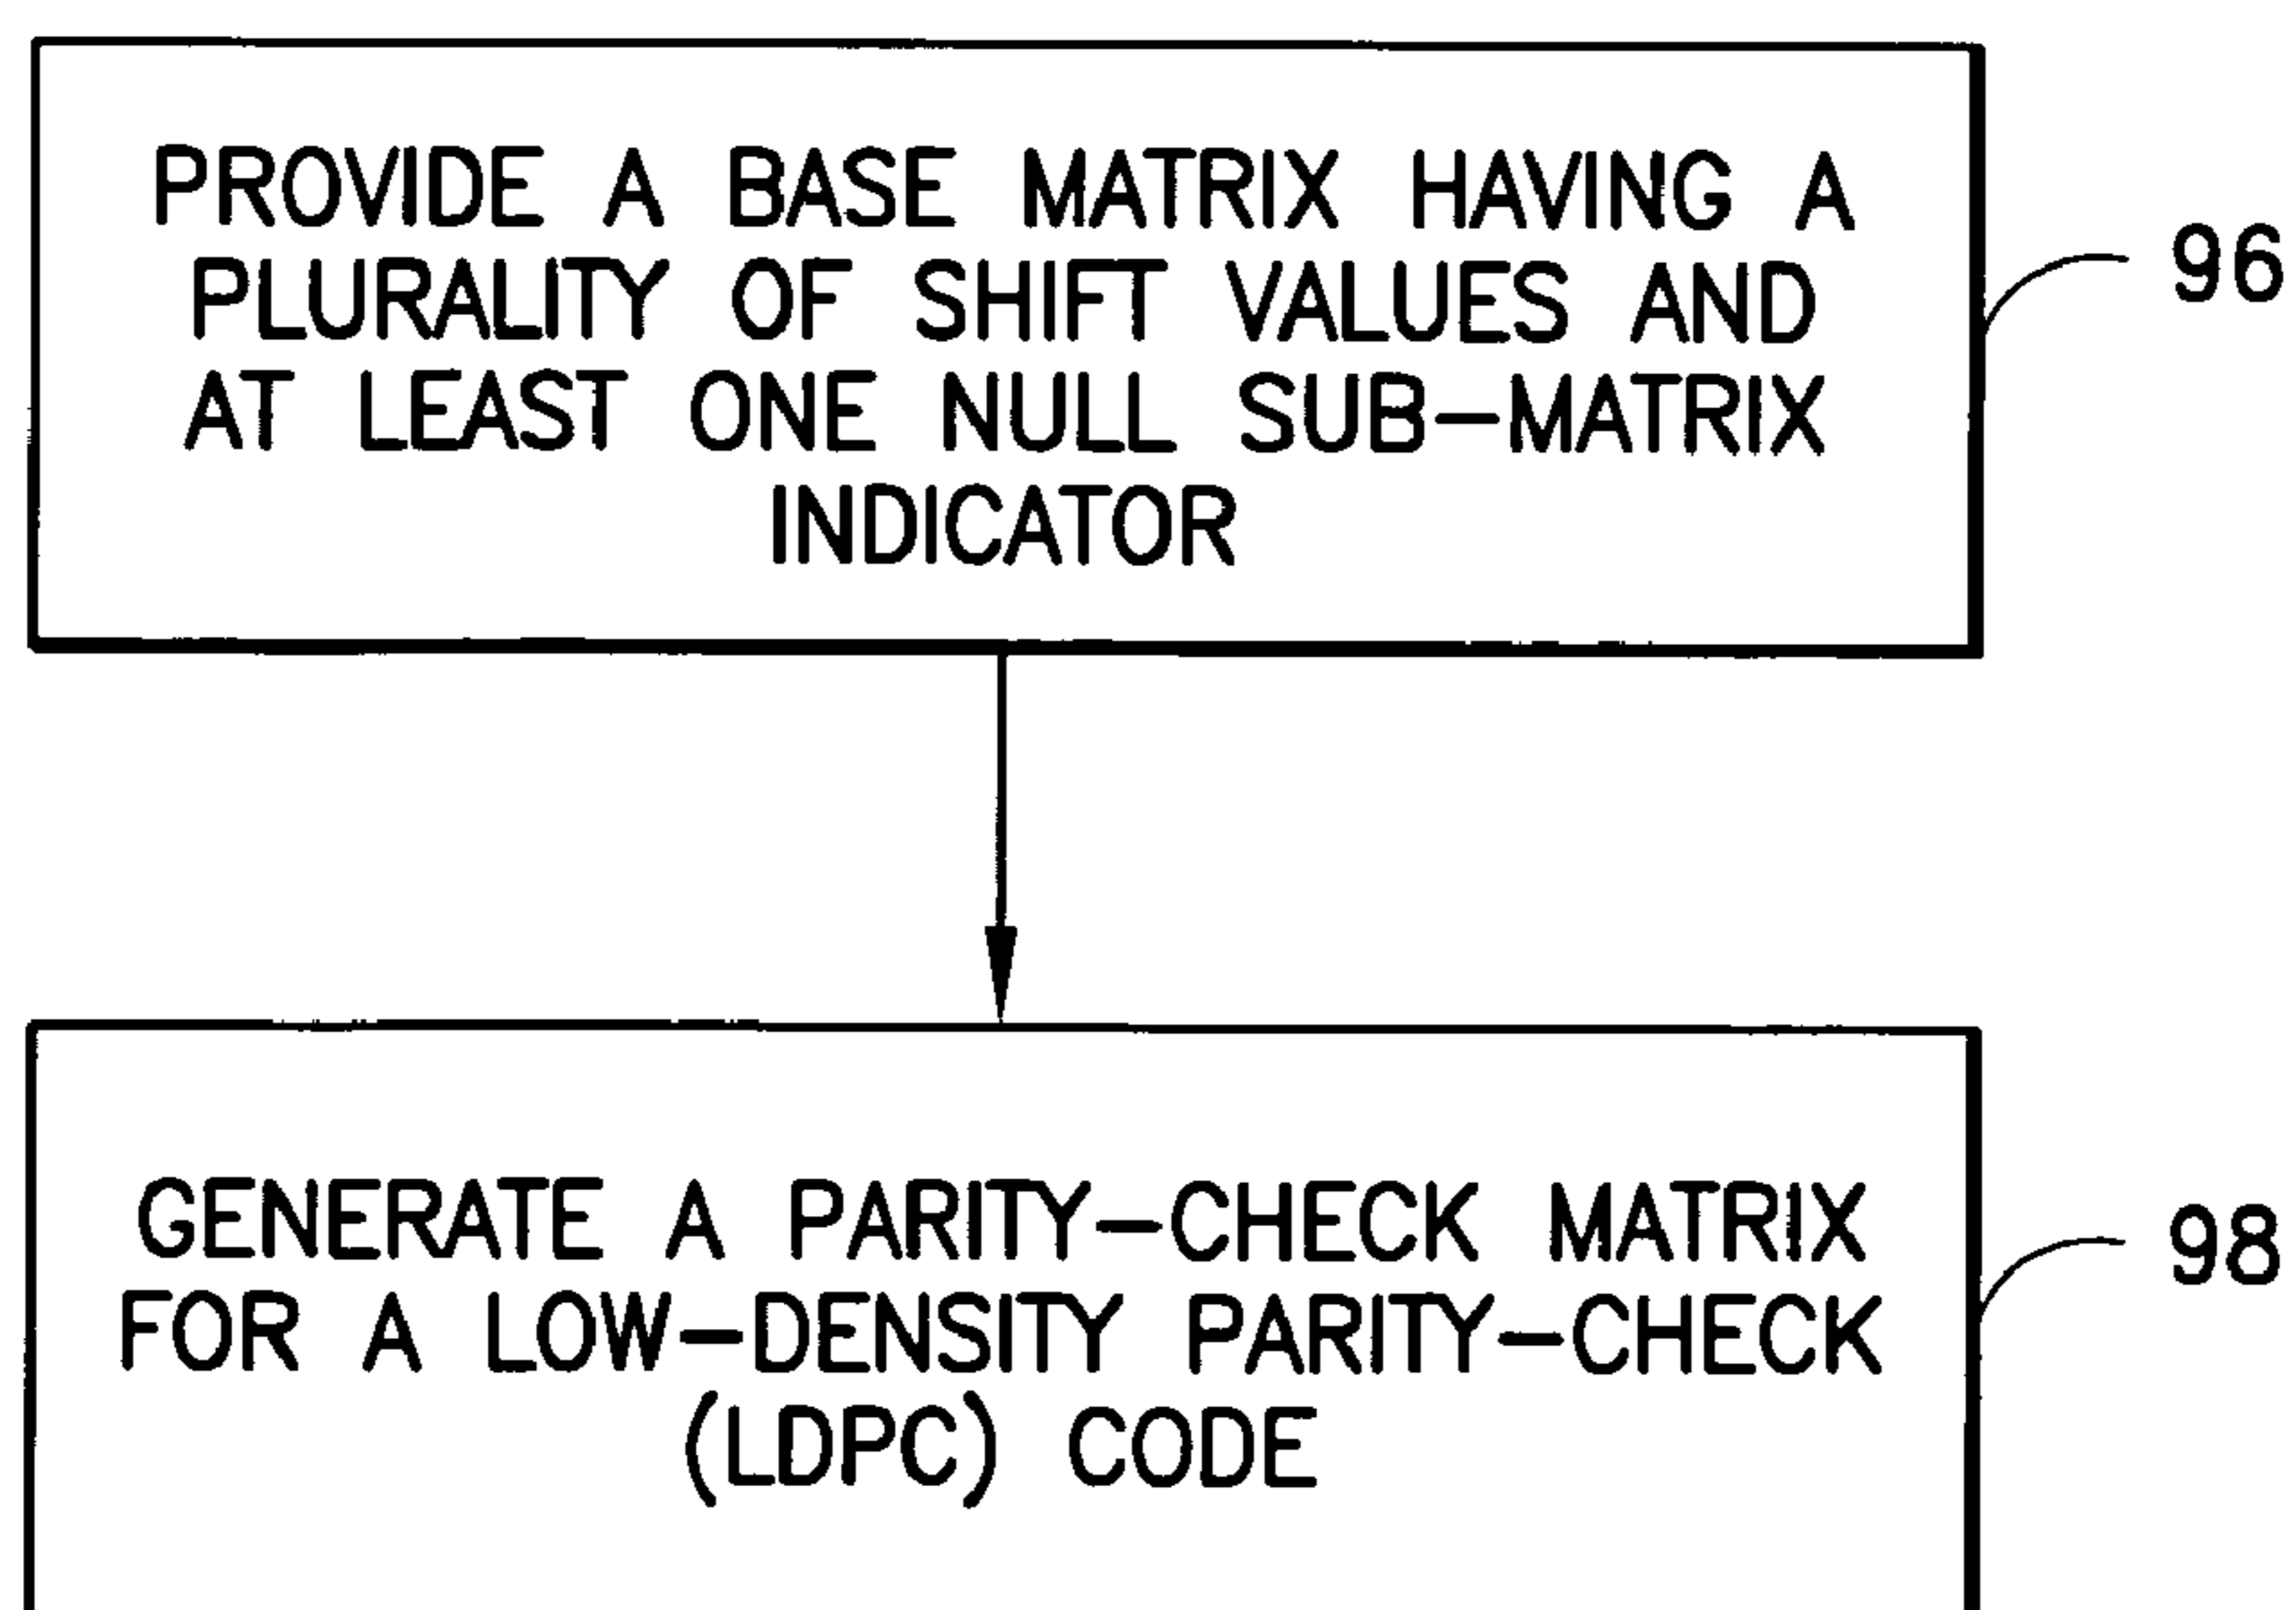 PROVIDE A BASE MATRIX HAVING A
PLURALITY OF SHIFT VALUES AND
AT LEAST ONE NULL SUB-MATRIX
INDICATOR
96
GENERATE A PARITY-CHECK MATRIX
FOR A LOW-DENSITY PARITY-CHECK
(LDPC) CODE
98